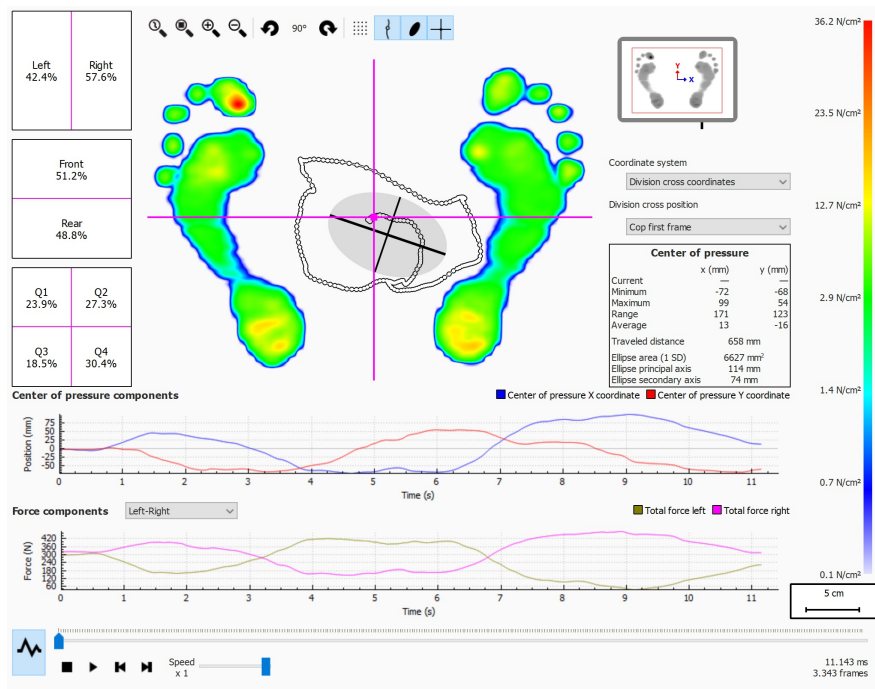 Left
42.4%
Right
57.6%
Front
51.2%
Rear
48.8%
Q1
23.9%
Q2
27.3%
Q3
18.5%
Q4
30.4%
90°
Y
X
Coordinate system
Division cross coordinates
Division cross position
Cop first frame
Center of pressure
x (mm) y (mm)
Current — —
Minimum -72 -68
Maximum 99 54
Range 171 123
Average 13 -16
Traveled distance 658 mm
Ellipse area (1 SD) 6627 mm²
Ellipse principal axis 114 mm
Ellipse secondary axis 74 mm
36.2 N/cm²
23.5 N/cm²
12.7 N/cm²
2.9 N/cm²
1.4 N/cm²
0.7 N/cm²
0.1 N/cm²
5 cm
Center of pressure components
Center of pressure X coordinate Center of pressure Y coordinate
Position (mm)
75
50
25
0
-25
-50
0 1 2 3 4 5 6 7 8 9 10 11
Time (s)
Force components
Left-Right
Total force left Total force right
Force (N)
420
360
300
240
180
120
60
0 1 2 3 4 5 6 7 8 9 10 11
Time (s)
Speed
x 1
11.143 ms
3.343 frames